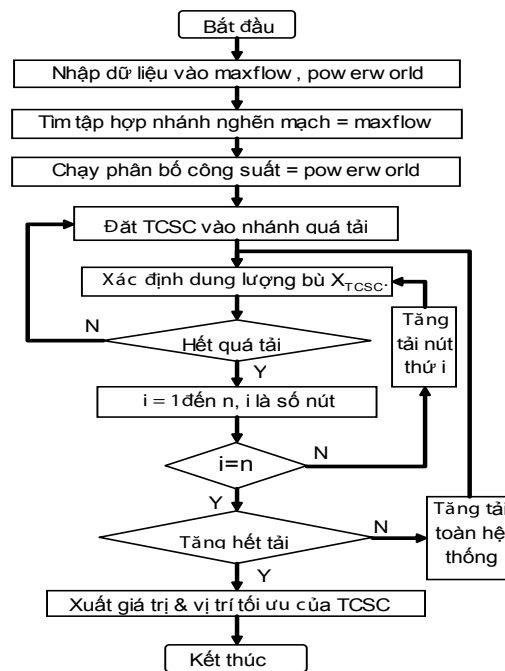 Bắt đầu
Nhập dữ liệu vào maxflow , pow erw orld
Tìm tập hợp nhánh nghẽn mạch = maxflow
Chạy phân bố công suất = pow erw orld
Đặt TCSC vào nhánh quá tải
Xác định dung lượng bù X_TCSC.
N
Hết quá tải
Tăng
tải nút
thứ i
Y
i = 1 đến n, i là số nút
i=n
N
Y
Tăng hết tải
N
Tăng tải
toàn hệ
thống
Y
Xuất giá trị & vị trí tối ưu của TCSC
Kết thúc